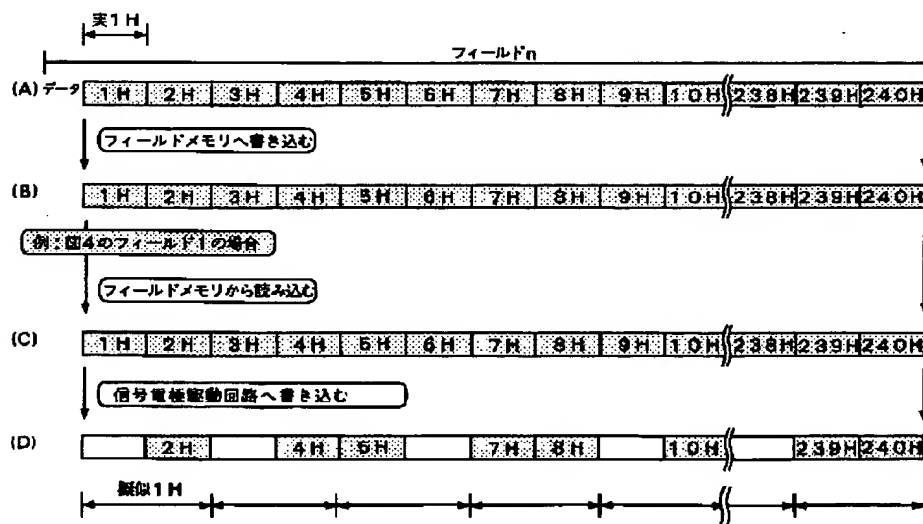 実1H
フィールドn
(A) データ 1H 2H 3H 4H 5H 6H 7H 8H 9H 10H 238H 239H 240H
フィールドメモリへ書き込む
(B) 1H 2H 3H 4H 5H 6H 7H 8H 9H 10H 238H 239H 240H
例:図4のフィールド1の場合
フィールドメモリから読み込む
(C) 1H 2H 3H 4H 5H 6H 7H 8H 9H 10H 238H 239H 240H
信号電極駆動回路へ書き込む
(D) 2H 4H 5H 7H 8H 10H 239H 240H
擬似1H